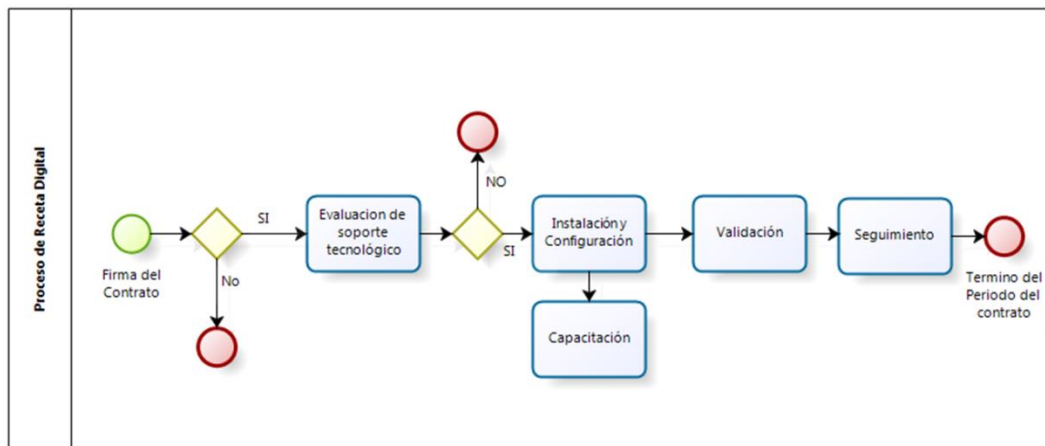 Proceso de Receta Digital
Firma del
Contrato
SI
No
Evaluacion de
soporte
tecnológico
NO
SI
Instalación y
Configuración
Capacitación
Validación
Seguimiento
Termino del
Periodo del
contrato